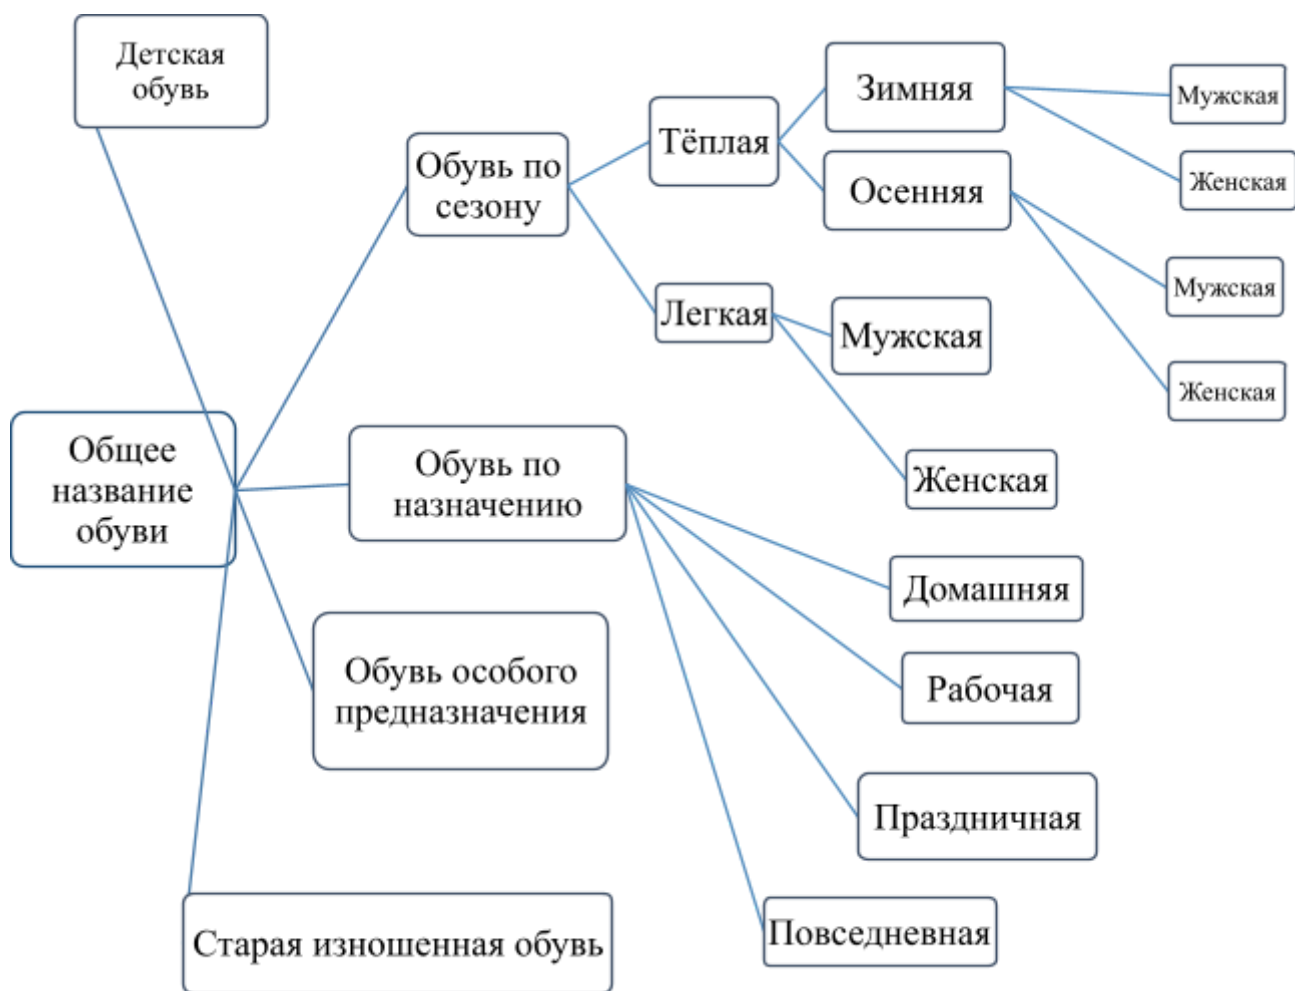 Детская
обувь
Общее
название
обуви
Обувь по
сезону
Тёплая
Зимняя
Мужская
Женская
Осенняя
Мужская
Женская
Легкая
Мужская
Женская
Обувь по
назначению
Домашняя
Рабочая
Праздничная
Повседневная
Обувь особого
предназначения
Старая изношенная обувь